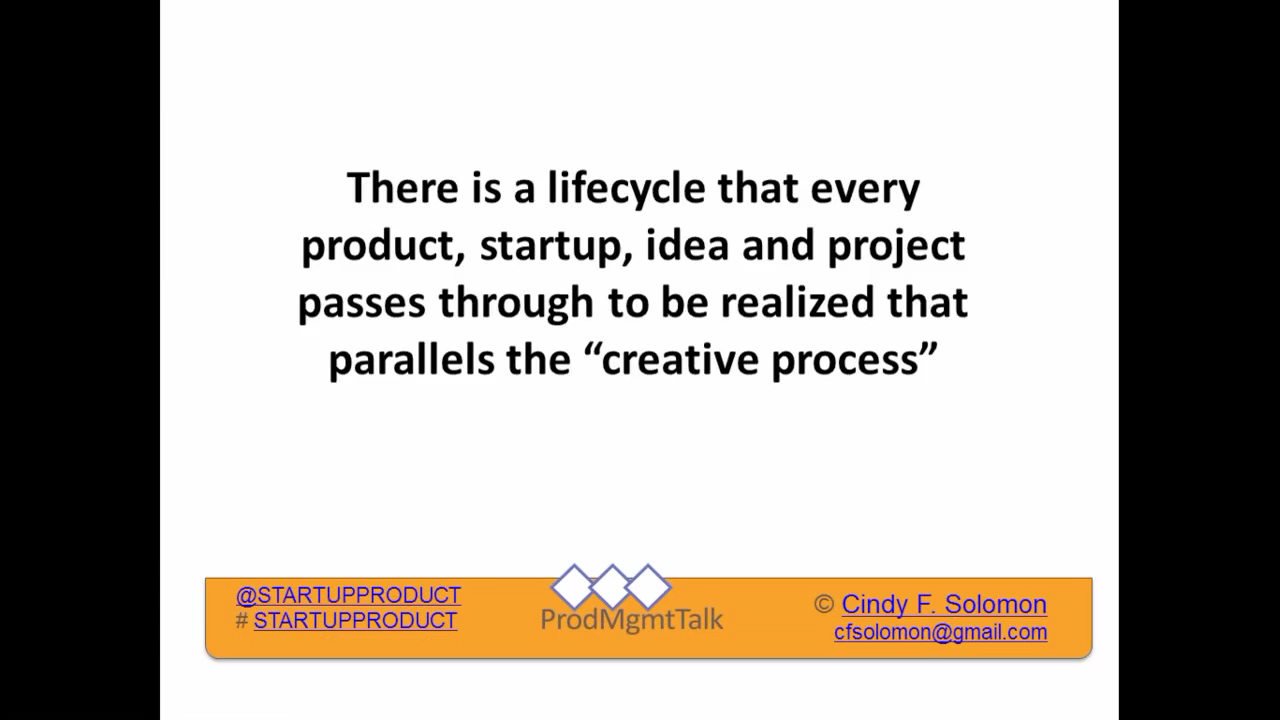 There is a lifecycle that every
product, startup, idea and project
passes through to be realized that
parallels the “creative process”
@STARTUPPRODUCT
# STARTUPPRODUCT
ProdMgmtTalk
© Cindy F. Solomon
cfsolomon@gmail.com